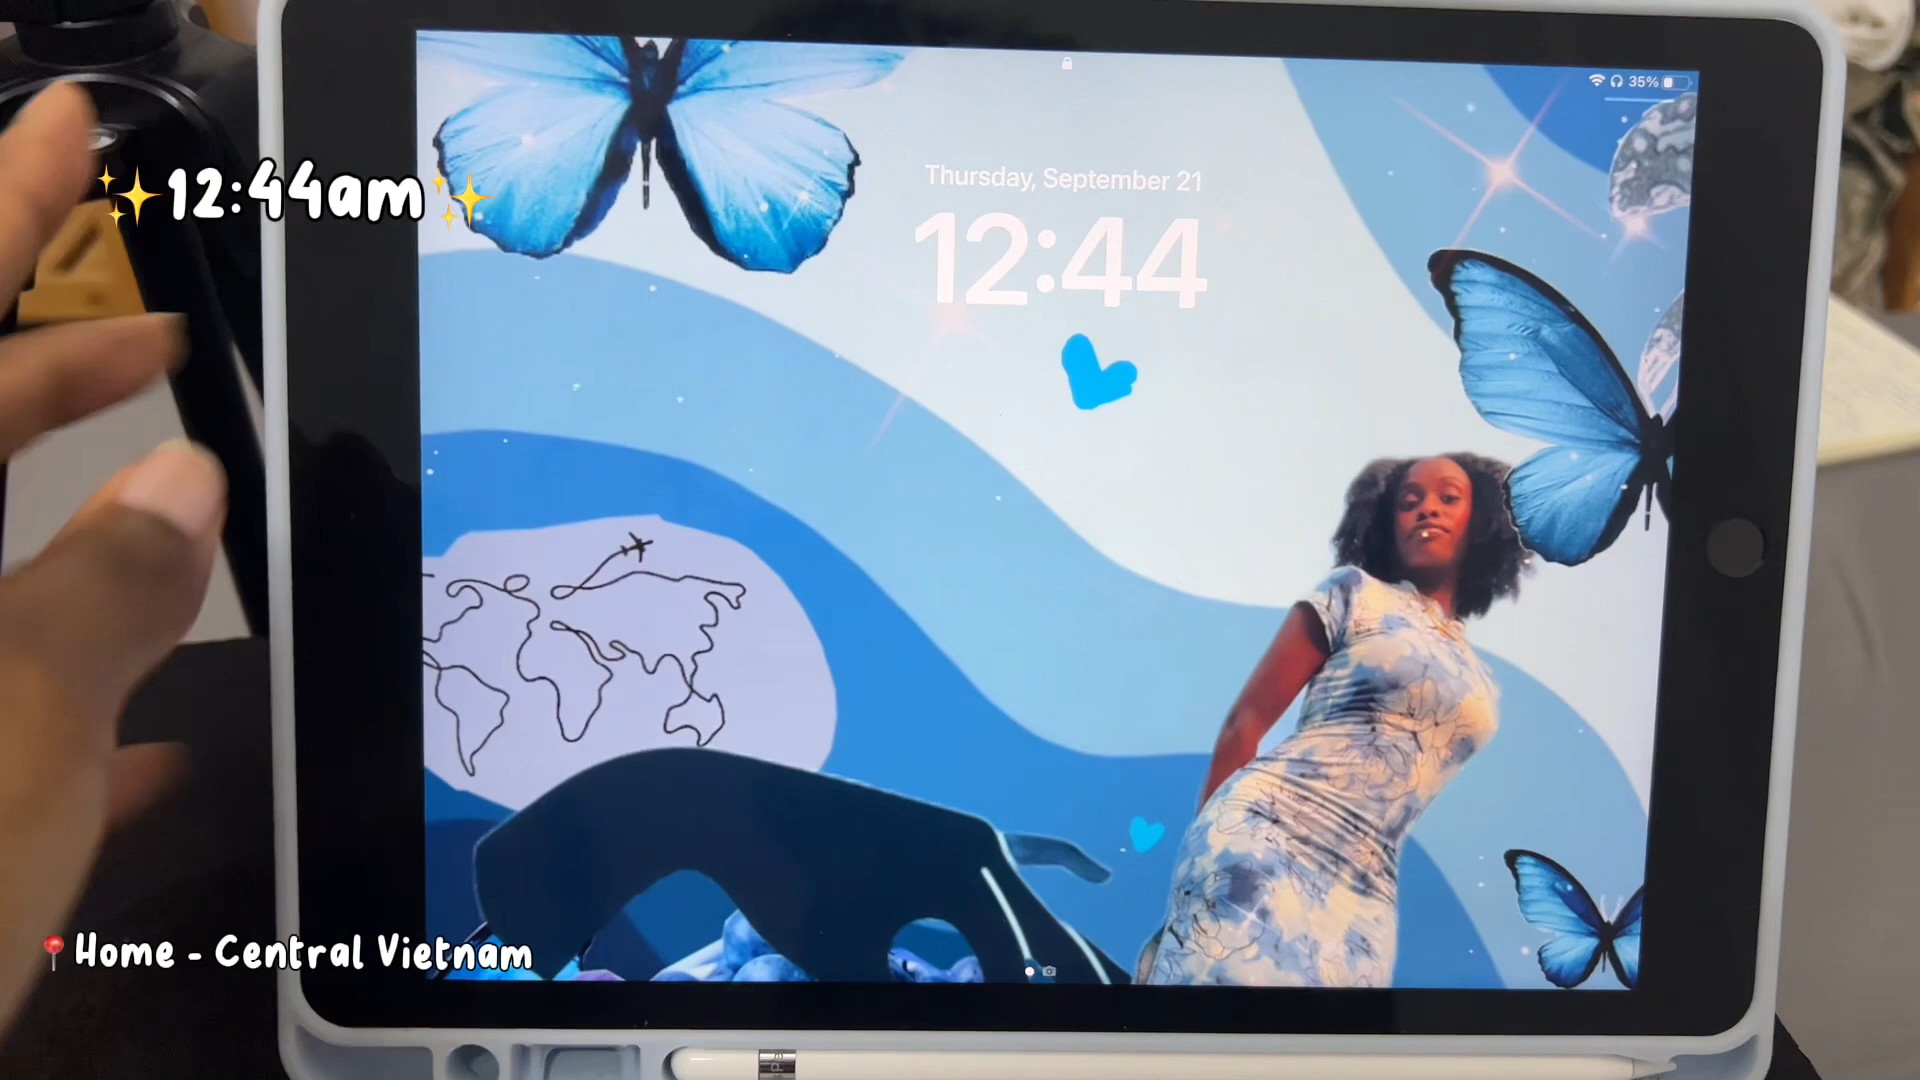 35%
Thursday, September 21
✨12:44am✨
12:44
📍Home - Central Vietnam